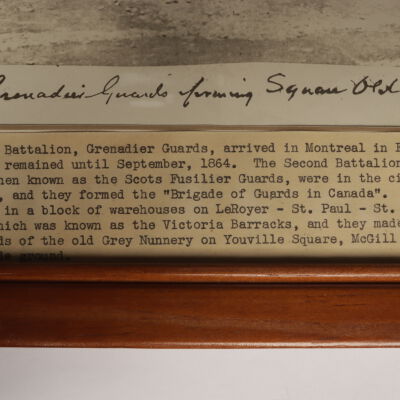 Grenadier Guards forming Square Old
Battalion, Grenadier Guards, arrived in Montreal in F
remained until September, 1864. The Second Battalion
hen known as the Scots Fusilier Guards, were in the ci
, and they formed the "Brigade of Guards in Canada".
in a block of warehouses on LeRoyer - St. Paul - St.
hich was known as the Victoria Barracks, and they made
ds of the old Grey Nunnery on Youville Square, McGill
ground.